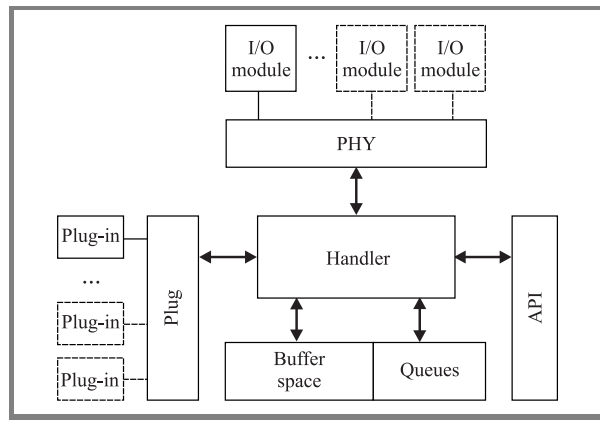 I/O
module
...
I/O
module
I/O
module
PHY
Plug-in
...
Plug-in
Plug-in
Plug
Handler
API
Buffer
space
Queues